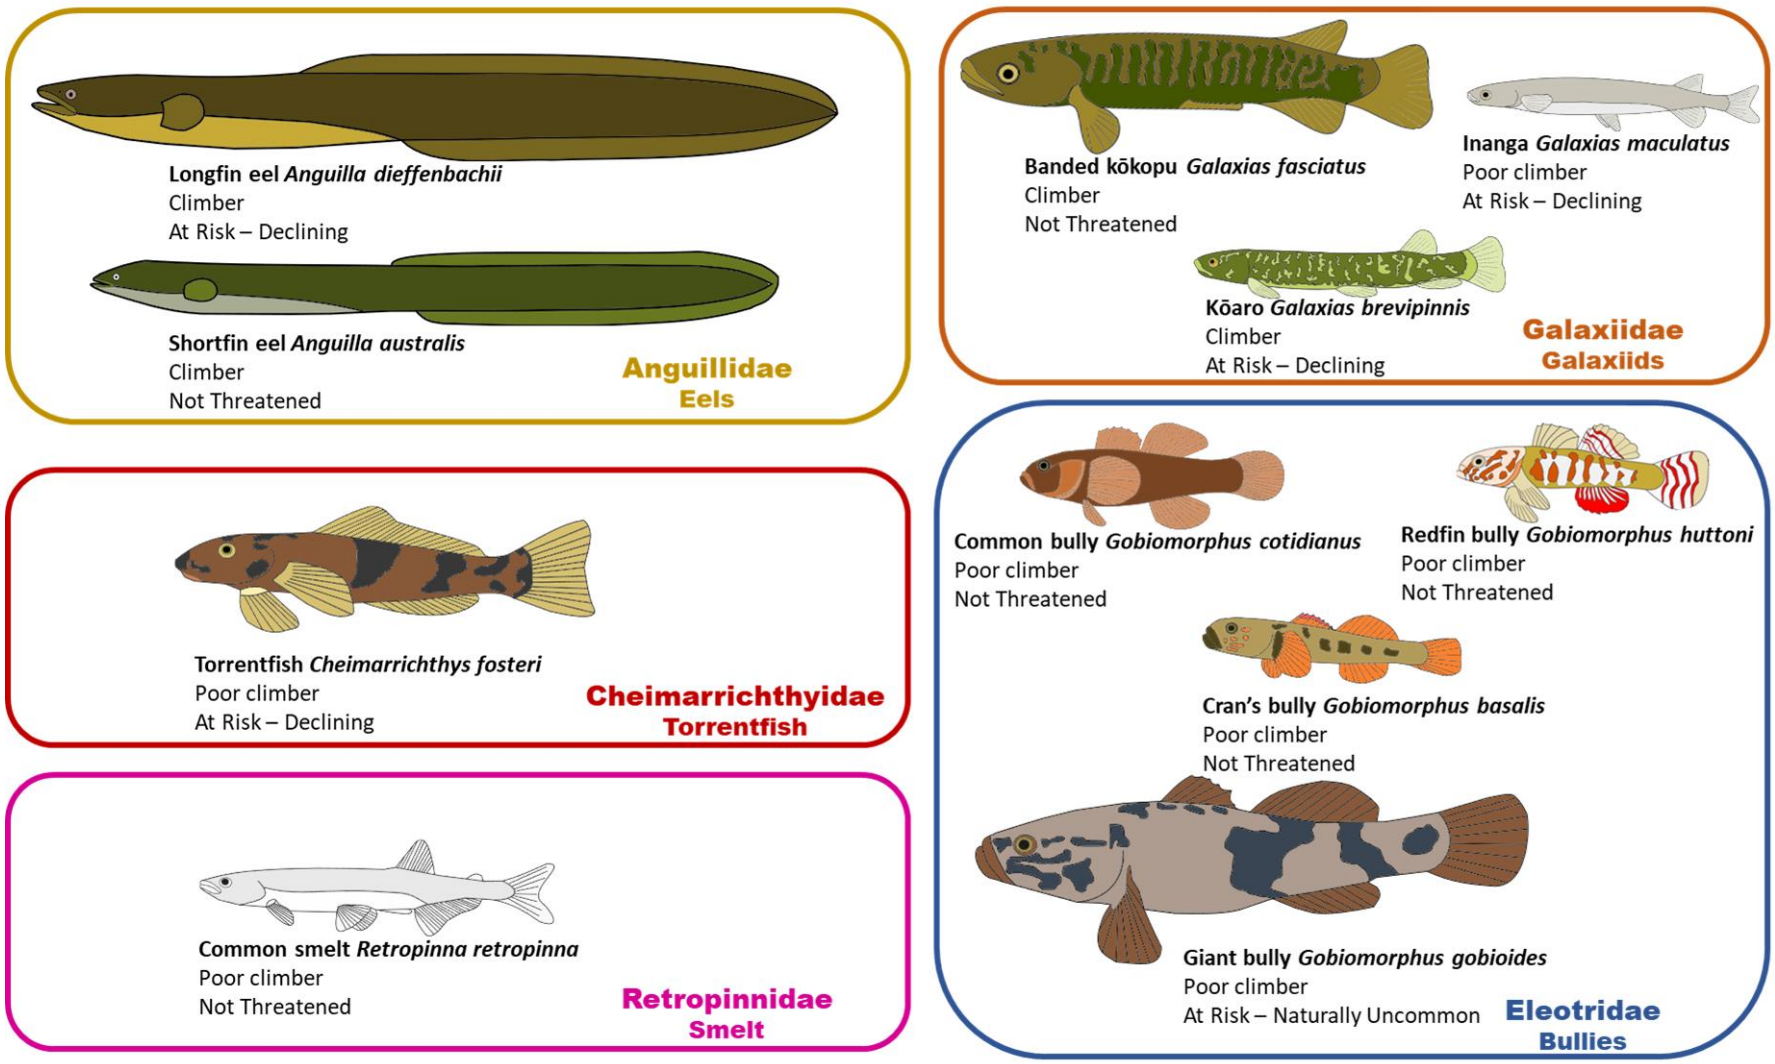 Longfin eel Anguilla dieffenbachii
Climber
At Risk – Declining
Shortfin eel Anguilla australis
Climber
Not Threatened
Anguillidae
Eels
Banded kōkopu Galaxias fasciatus
Climber
Not Threatened
Inanga Galaxias maculatus
Poor climber
At Risk – Declining
Kōaro Galaxias brevipinnis
Climber
At Risk – Declining
Galaxiidae
Galaxiids
Torrentfish Cheimarrichthys fosteri
Poor climber
At Risk – Declining
Cheimarrichthyidae
Torrentfish
Common smelt Retropinna retropinna
Poor climber
Not Threatened
Retropinnidae
Smelt
Common bully Gobiomorphus cotidianus
Poor climber
Not Threatened
Redfin bully Gobiomorphus huttoni
Poor climber
Not Threatened
Cran's bully Gobiomorphus basalis
Poor climber
Not Threatened
Giant bully Gobiomorphus gobioides
Poor climber
At Risk – Naturally Uncommon
Eleotridae
Bullies